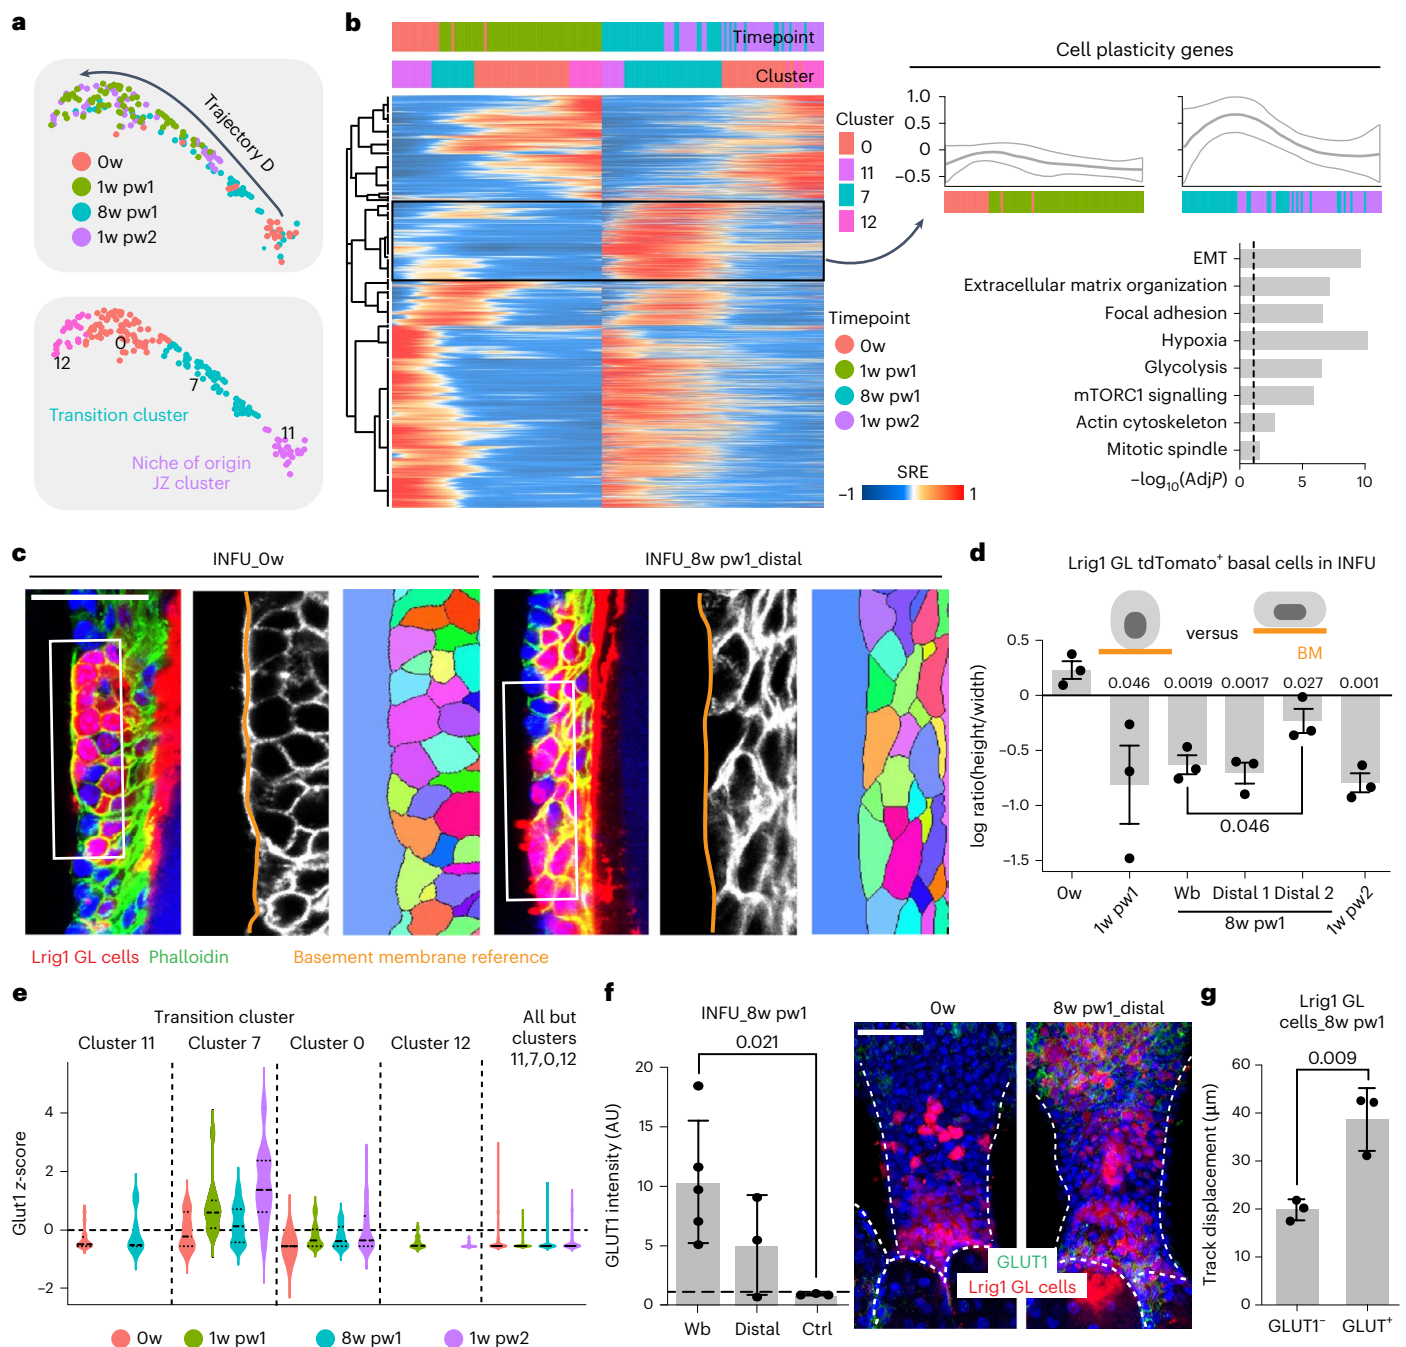 a
Trajectory D
0w
1w pw1
8w pw1
1w pw2
0
12
7
11
Transition cluster
Niche of origin
JZ cluster
b
Timepoint
Cluster
Cluster
0
11
7
12
Timepoint
0w
1w pw1
8w pw1
1w pw2
SRE
−1
1
Cell plasticity genes
1.0
0.5
0
−0.5
EMT
Extracellular matrix organization
Focal adhesion
Hypoxia
Glycolysis
mTORC1 signalling
Actin cytoskeleton
Mitotic spindle
−log10(AdjP)
0 5 10
c
INFU_0w
INFU_8w pw1_distal
Lrig1 GL cells Phalloidin
Basement membrane reference
d
Lrig1 GL tdTomato+ basal cells in INFU
versus
BM
log ratio(height/width)
0.5
0
−0.5
−1.0
−1.5
0.046 0.0019 0.0017 0.027 0.001
0.046
0w
1w pw1
Wb
Distal 1
Distal 2
1w pw2
8w pw1
e
Transition cluster
Cluster 11
Cluster 7
Cluster 0
Cluster 12
All but
clusters
11,7,0,12
Glut1 z-score
4
2
0
−2
0w
1w pw1
8w pw1
1w pw2
f
INFU_8w pw1
0.021
GLUT1 intensity (AU)
20
15
10
5
0
Wb
Distal
Ctrl
0w
8w pw1_distal
GLUT1
Lrig1 GL cells
g
Lrig1 GL
cells_8w pw1
0.009
Track displacement (μm)
60
50
40
30
20
10
0
GLUT1−
GLUT+